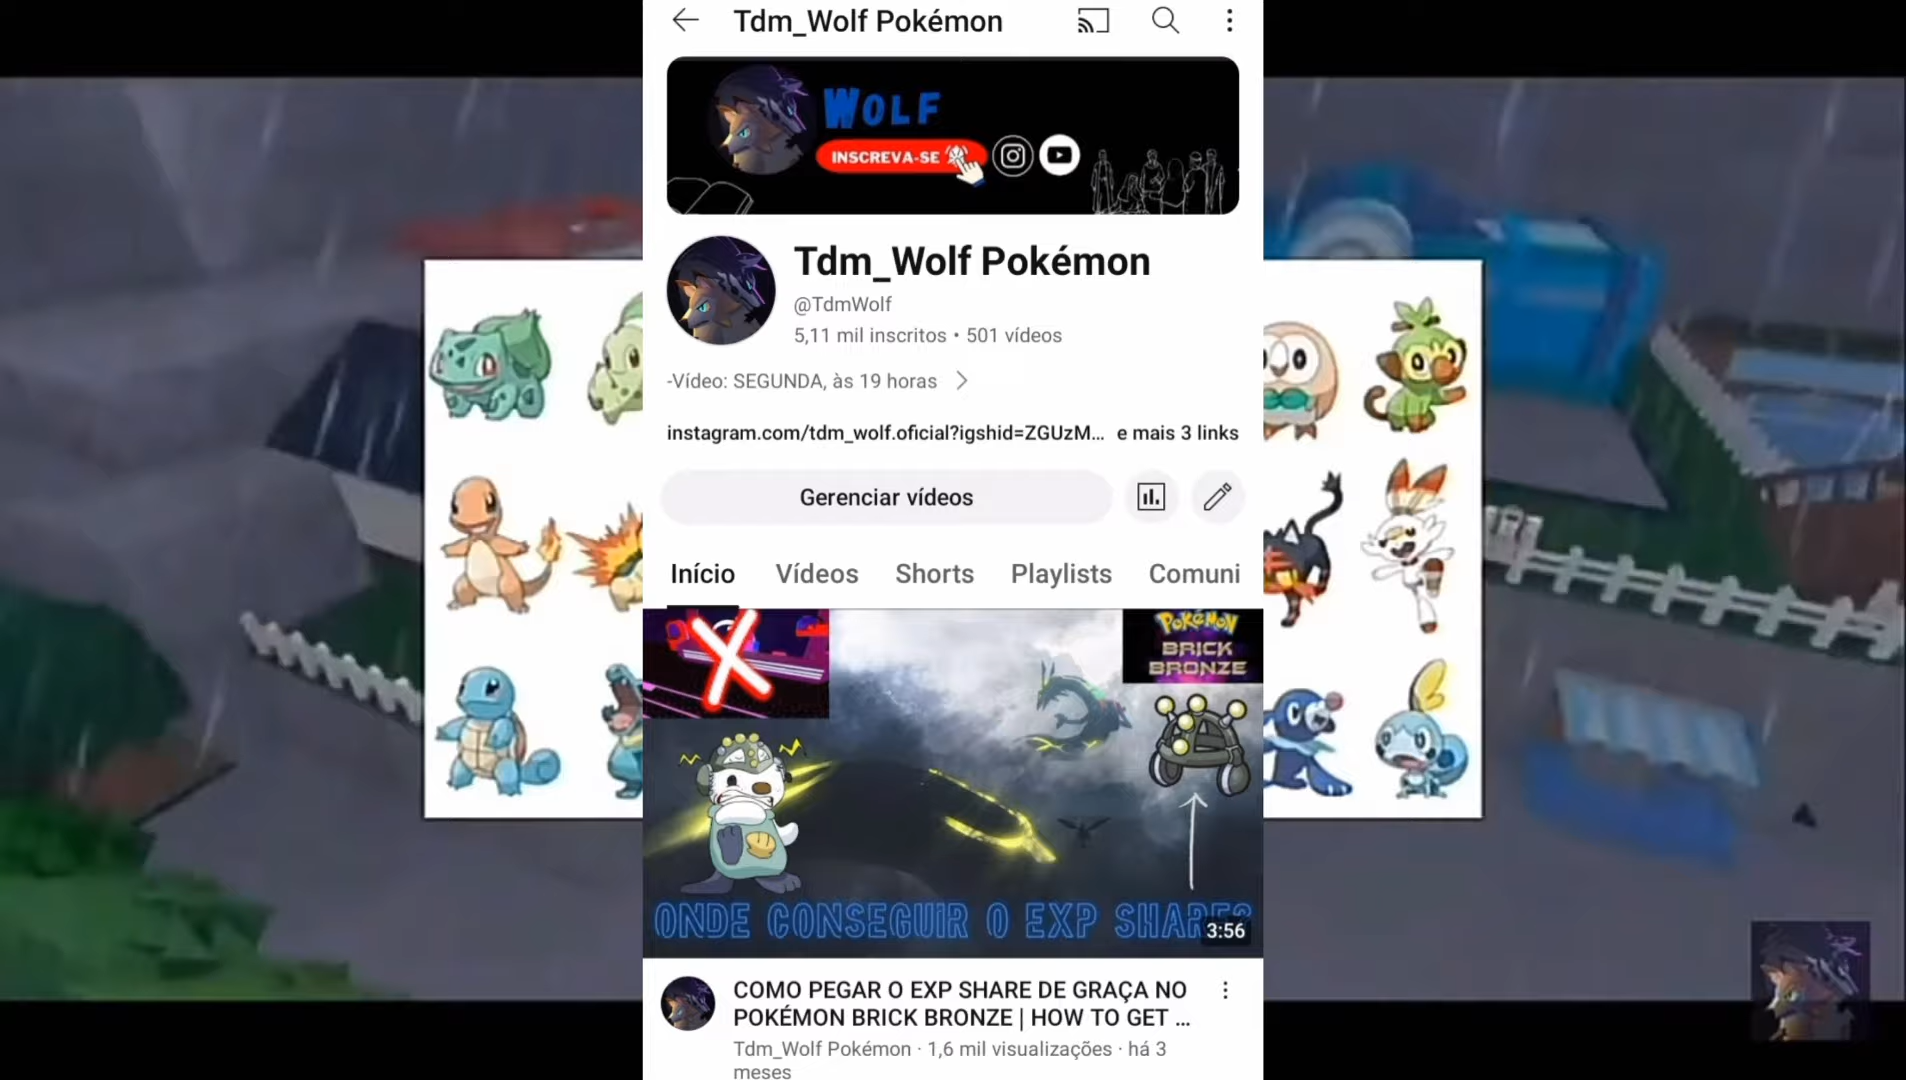 Tdm_Wolf Pokémon
WOLF
INSCREVA-SE
Tdm_Wolf Pokémon
@TdmWolf
5,11 mil inscritos • 501 vídeos
-Vídeo: SEGUNDA, às 19 horas
instagram.com/tdm_wolf.oficial?igshid=ZGUzM... e mais 3 links
Gerenciar vídeos
Início Vídeos Shorts Playlists Comuni
POKÉMON
BRICK
BRONZE
ONDE CONSEGUIR O EXP SHARE?
3:56
COMO PEGAR O EXP SHARE DE GRAÇA NO
POKÉMON BRICK BRONZE | HOW TO GET ...
Tdm_Wolf Pokémon · 1,6 mil visualizações · há 3
meses